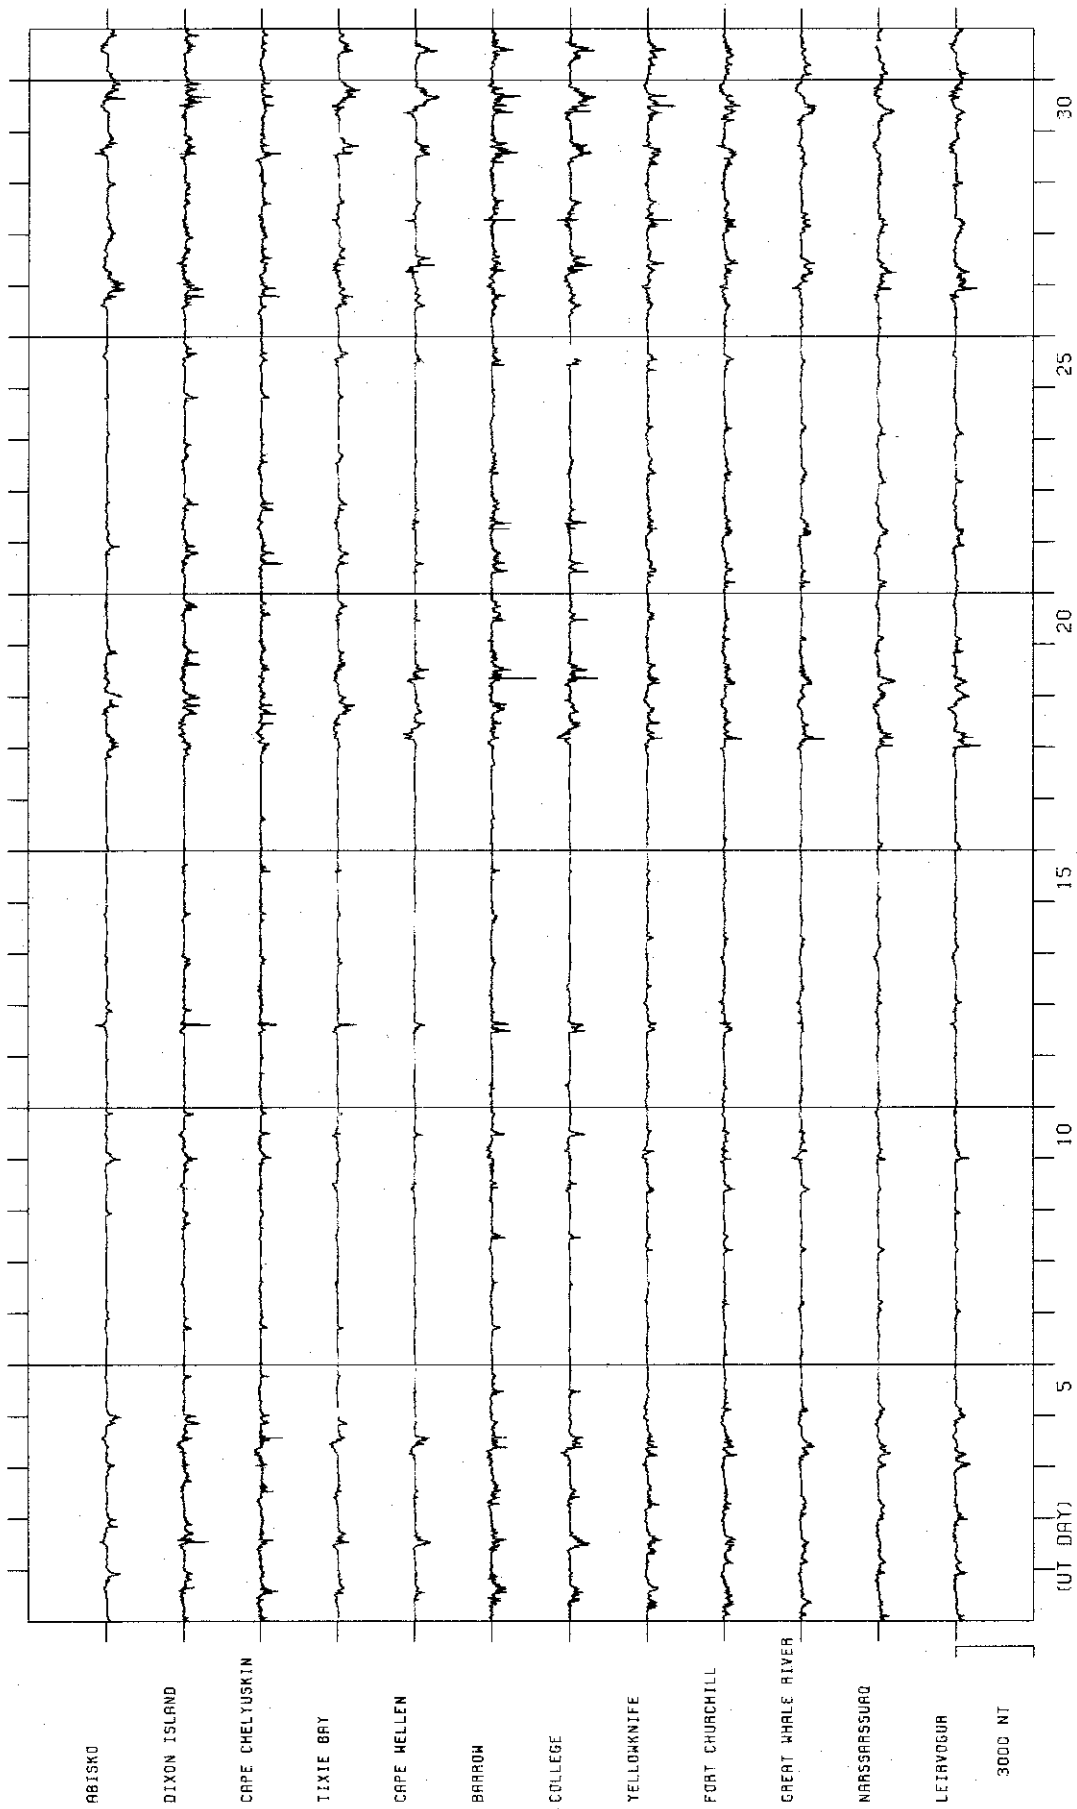 ABISKO
DIXON ISLAND
CAPE CHELYUSKIN
TIXIE BAY
CAPE WELLEN
BARROW
COLLEGE
YELLOWKNIFE
FORT CHURCHILL
GREAT WHALE RIVER
NARSSARSSUAQ
LEIRVOGUR
3000 NT
(UT DAY) 5 10 15 20 25 30